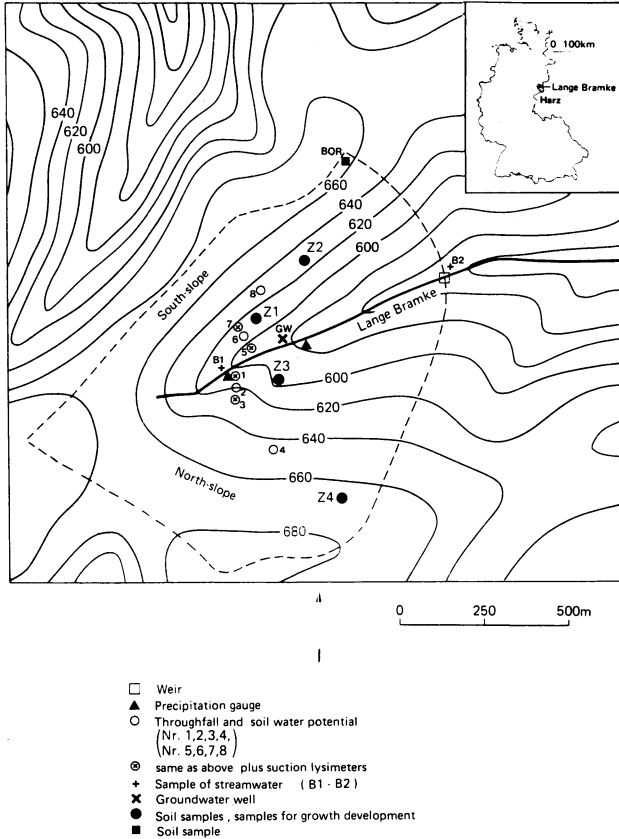 0 100km
Lange Bramke
Harz
640
620
600
BOR
660
640
620
600
Z2
B2
South-slope
8
Z1
Lange Bramke
7
6
GW
5
B1
1
Z3
600
2
3
620
640
4
660
North-slope
Z4
680
0 250 500m
Weir
Precipitation gauge
Throughfall and soil water potential
(Nr. 1,2,3,4,
Nr. 5,6,7,8)
same as above plus suction lysimeters
Sample of streamwater (B1 - B2)
Groundwater well
Soil samples , samples for growth development
Soil sample